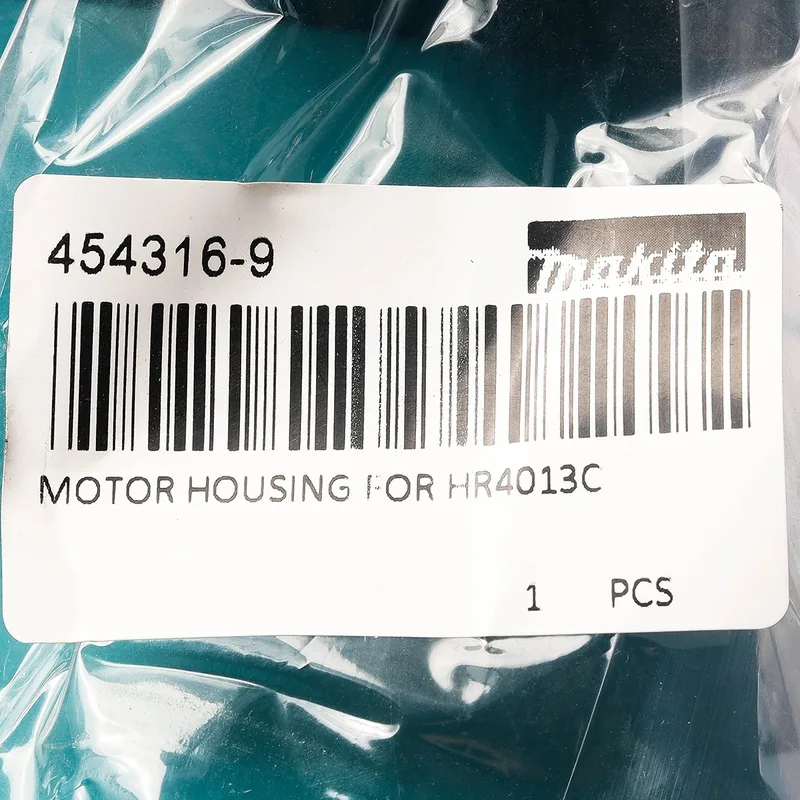 454316-9
makita
MOTOR HOUSING FOR HR4013C
1 PCS